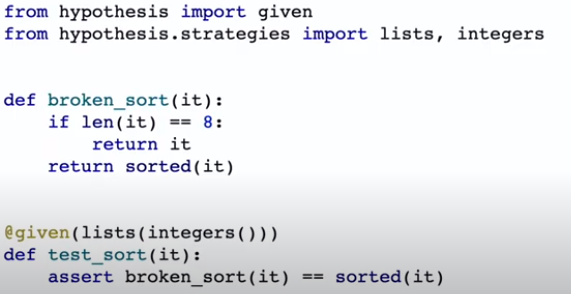 from hypothesis import given
from hypothesis.strategies import lists, integers
def broken_sort(it):
    if len(it) == 8:
        return it
    return sorted(it)
@given(lists(integers()))
def test_sort(it):
    assert broken_sort(it) == sorted(it)